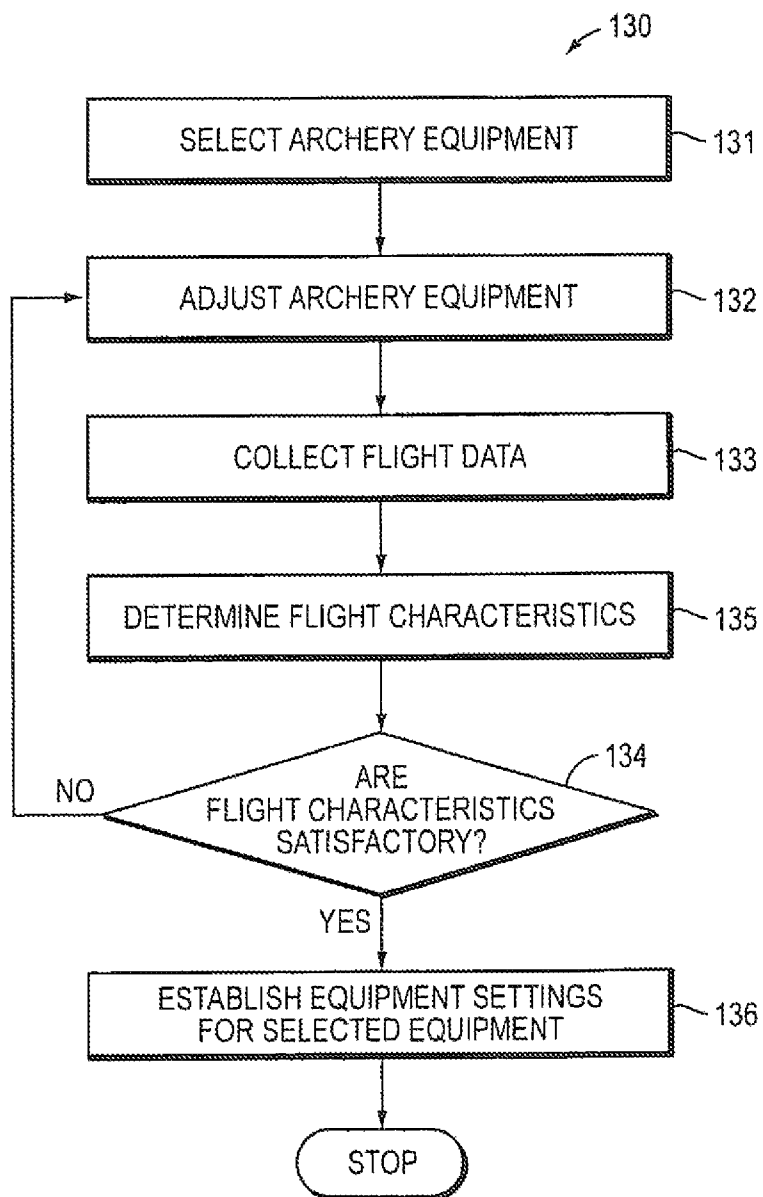 130
SELECT ARCHERY EQUIPMENT
131
ADJUST ARCHERY EQUIPMENT
132
COLLECT FLIGHT DATA
133
DETERMINE FLIGHT CHARACTERISTICS
135
134
ARE
FLIGHT CHARACTERISTICS
SATISFACTORY?
NO
YES
ESTABLISH EQUIPMENT SETTINGS
FOR SELECTED EQUIPMENT
136
STOP